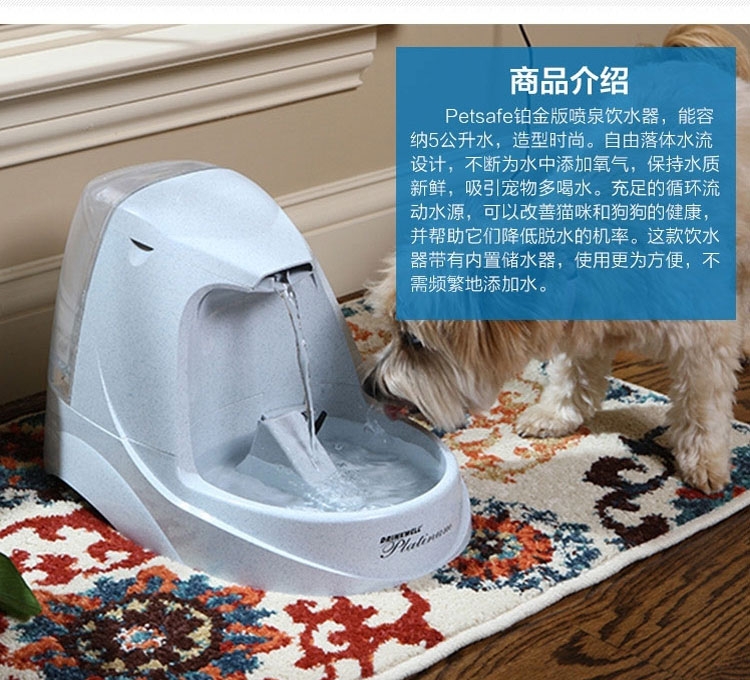 商品介绍
Petsafe铂金版喷泉饮水器，能容
纳5公升水，造型时尚。自由落体水流
设计，不断为水中添加氧气，保持水质
新鲜，吸引宠物多喝水。充足的循环流
动水源，可以改善猫咪和狗狗的健康，
并帮助它们降低脱水的机率。这款饮水
器带有内置储水器，使用更为方便，不
需频繁地添加水。
DRINKWELL
Platinum